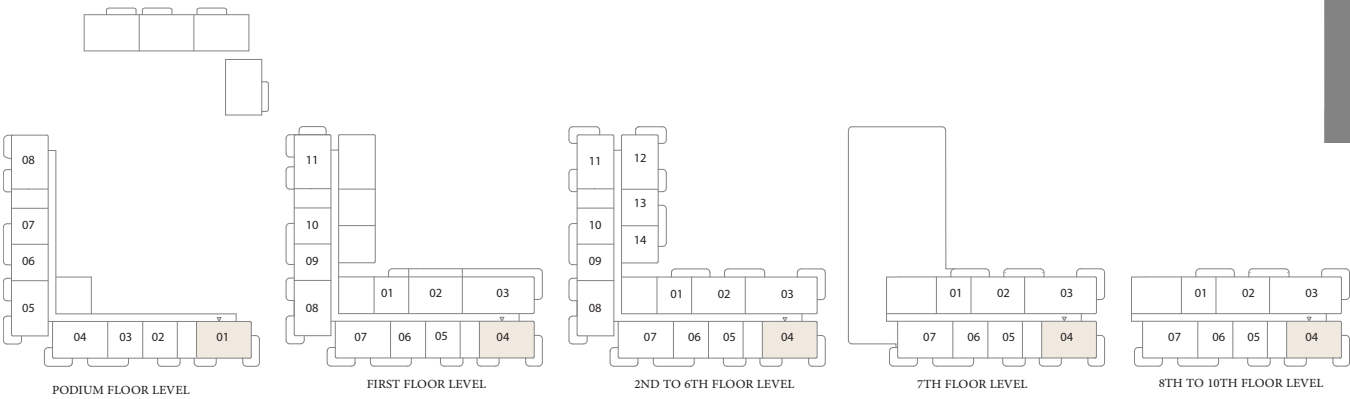 08
07
06
05
04 03 02 01
PODIUM FLOOR LEVEL
11
10
09
08
01 02 03
07 06 05 04
FIRST FLOOR LEVEL
11 12
13
10
14
09
08
01 02 03
07 06 05 04
2ND TO 6TH FLOOR LEVEL
01 02 03
07 06 05 04
7TH FLOOR LEVEL
01 02 03
07 06 05 04
8TH TO 10TH FLOOR LEVEL